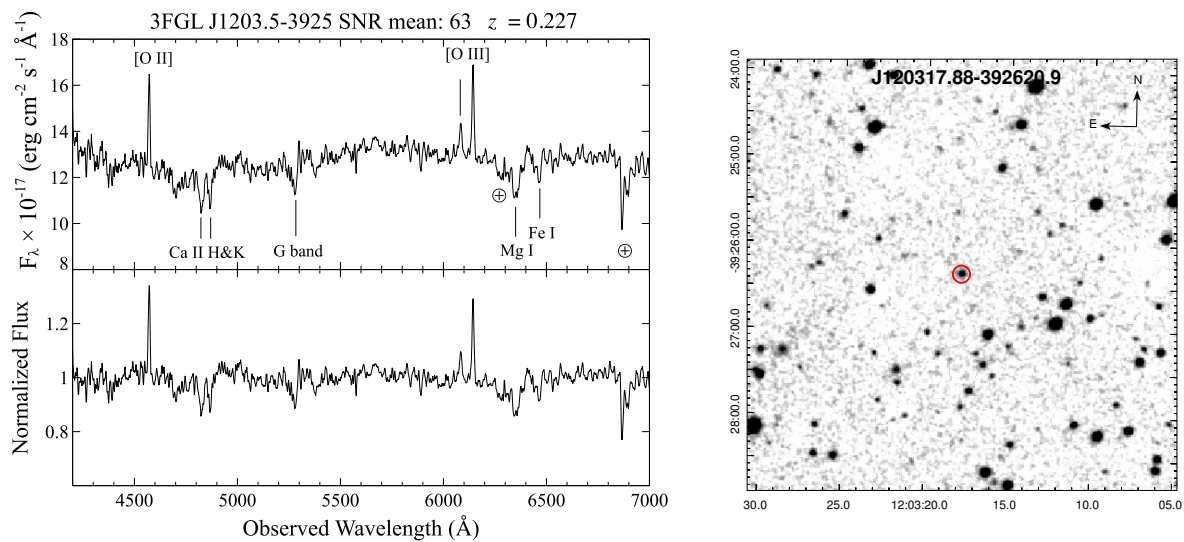 3FGL J1203.5-3925 SNR mean: 63 z = 0.227
18
16
14
12
10
8
F_λ × 10⁻¹⁷ (erg cm⁻² s⁻¹ Å⁻¹)
[O II]
[O III]
Ca II H&K
G band
⊕
Mg I
Fe I
⊕
1.2
1
0.8
Normalized Flux
4500 5000 5500 6000 6500 7000
Observed Wavelength (Å)
J120317.88-392620.9
N
E
24:00.0
25:00.0
-39:26:00.0
27:00.0
28:00.0
30.0 25.0 12:03:20.0 15.0 10.0 05.0